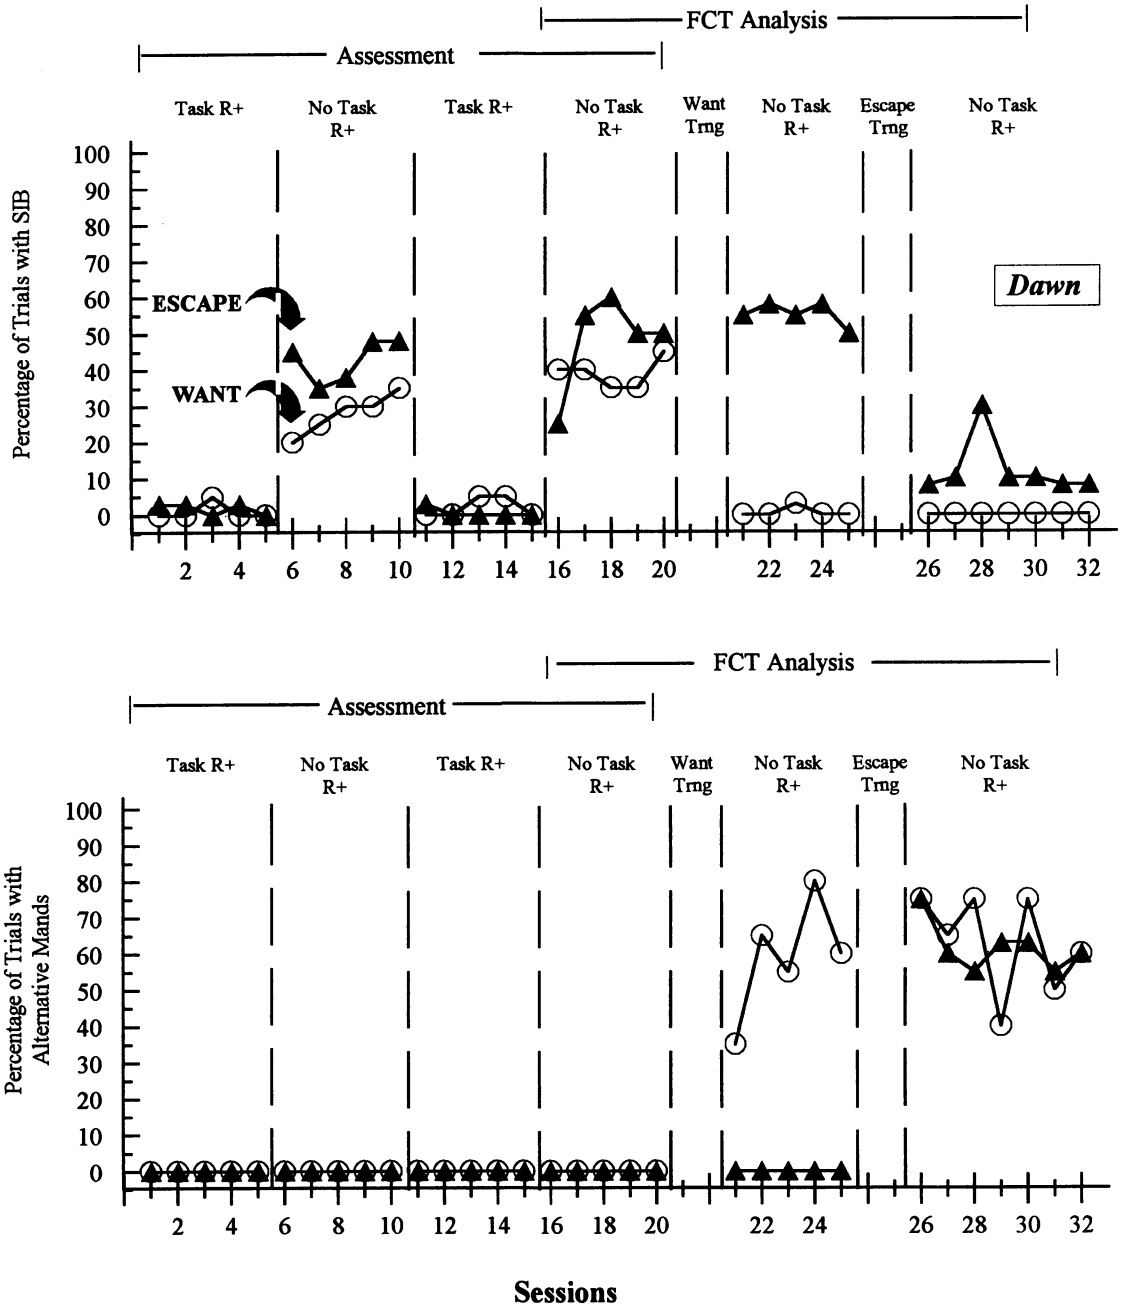 FCT Analysis
Assessment
Task R+ No Task Task R+ No Task Want No Task Escape No Task
R+ R+ Trng R+ Trng R+
Percentage of Trials with SIB
100
90
80
70
60
50
40
30
20
10
0
ESCAPE
WANT
Dawn
2 4 6 8 10 12 14 16 18 20 22 24 26 28 30 32
FCT Analysis
Assessment
Task R+ No Task Task R+ No Task Want No Task Escape No Task
R+ R+ Trng R+ Trng R+
Percentage of Trials with
Alternative Mands
100
90
80
70
60
50
40
30
20
10
0
2 4 6 8 10 12 14 16 18 20 22 24 26 28 30 32
Sessions